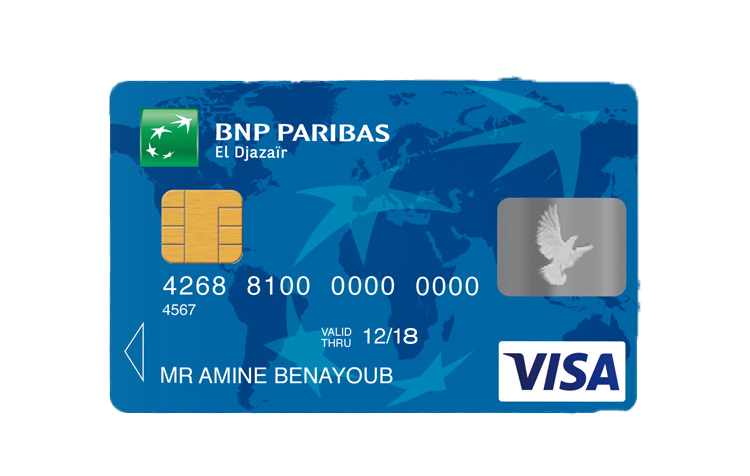 BNP PARIBAS
El Djazaïr
4268 8100 0000 0000
4567
VALID THRU 12/18
MR AMINE BENAYOUB
VISA